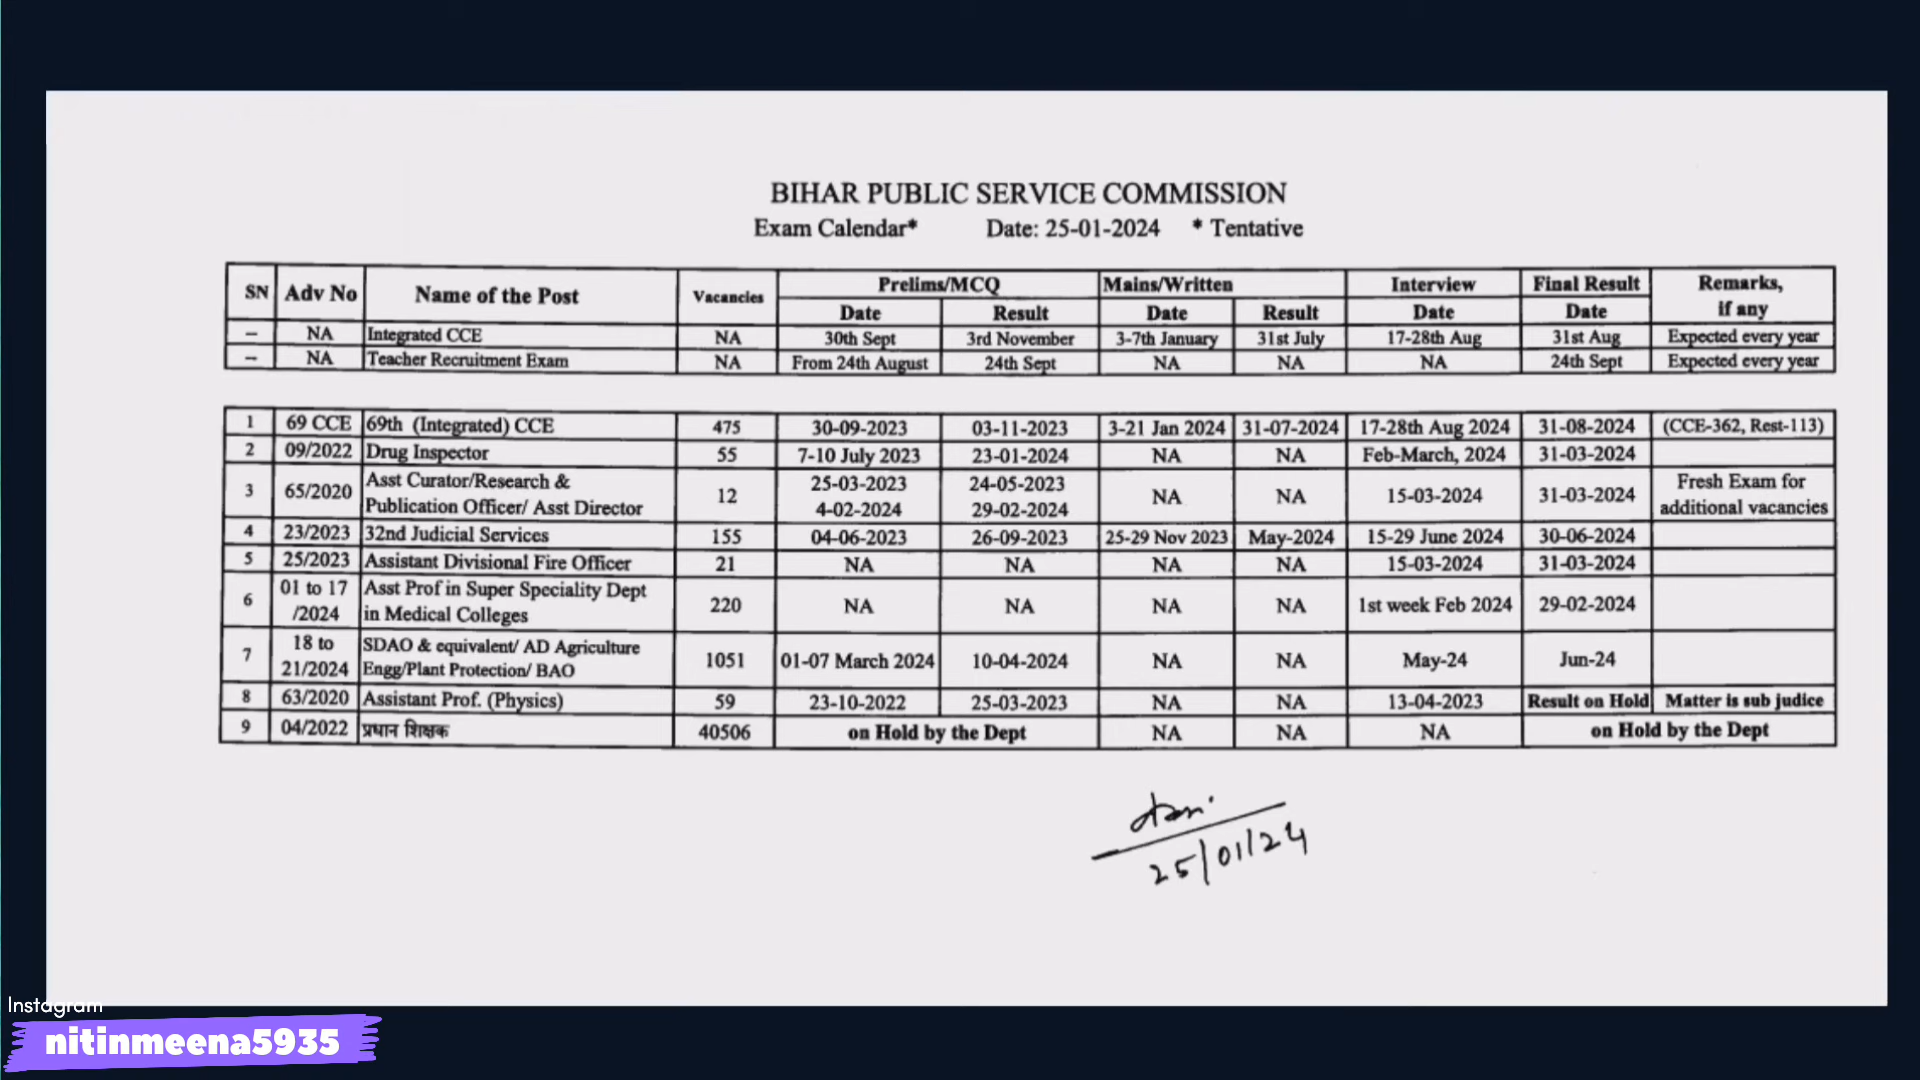 BIHAR PUBLIC SERVICE COMMISSION
Exam Calendar* Date: 25-01-2024 * Tentative
SN Adv No Name of the Post Vacancies Prelims/MCQ Mains/Written Interview Final Result Remarks, if any
Date Result Date Result Date Date
-- NA Integrated CCE NA 30th Sept 3rd November 3-7th January 31st July 17-28th Aug 31st Aug Expected every year
-- NA Teacher Recruitment Exam NA From 24th August 24th Sept NA NA NA 24th Sept Expected every year
1 69 CCE 69th (Integrated) CCE 475 30-09-2023 03-11-2023 3-21 Jan 2024 31-07-2024 17-28th Aug 2024 31-08-2024 (CCE-362, Rest-113)
2 09/2022 Drug Inspector 55 7-10 July 2023 23-01-2024 NA NA Feb-March, 2024 31-03-2024
3 65/2020 Asst Curator/Research & 12 25-03-2023 24-05-2023 NA NA 15-03-2024 31-03-2024 Fresh Exam for
Publication Officer/ Asst Director 4-02-2024 29-02-2024 additional vacancies
4 23/2023 32nd Judicial Services 155 04-06-2023 26-09-2023 25-29 Nov 2023 May-2024 15-29 June 2024 30-06-2024
5 25/2023 Assistant Divisional Fire Officer 21 NA NA NA NA 15-03-2024 31-03-2024
6 01 to 17 Asst Prof in Super Speciality Dept 220 NA NA NA NA 1st week Feb 2024 29-02-2024
/2024 in Medical Colleges
7 18 to SDAO & equivalent/ AD Agriculture 1051 01-07 March 2024 10-04-2024 NA NA May-24 Jun-24
21/2024 Engg/Plant Protection/ BAO
8 63/2020 Assistant Prof. (Physics) 59 23-10-2022 25-03-2023 NA NA 13-04-2023 Result on Hold Matter is sub judice
9 04/2022 प्रधान शिक्षक 40506 on Hold by the Dept NA NA NA on Hold by the Dept
25/01/24
Instagram
nitinmeena5935